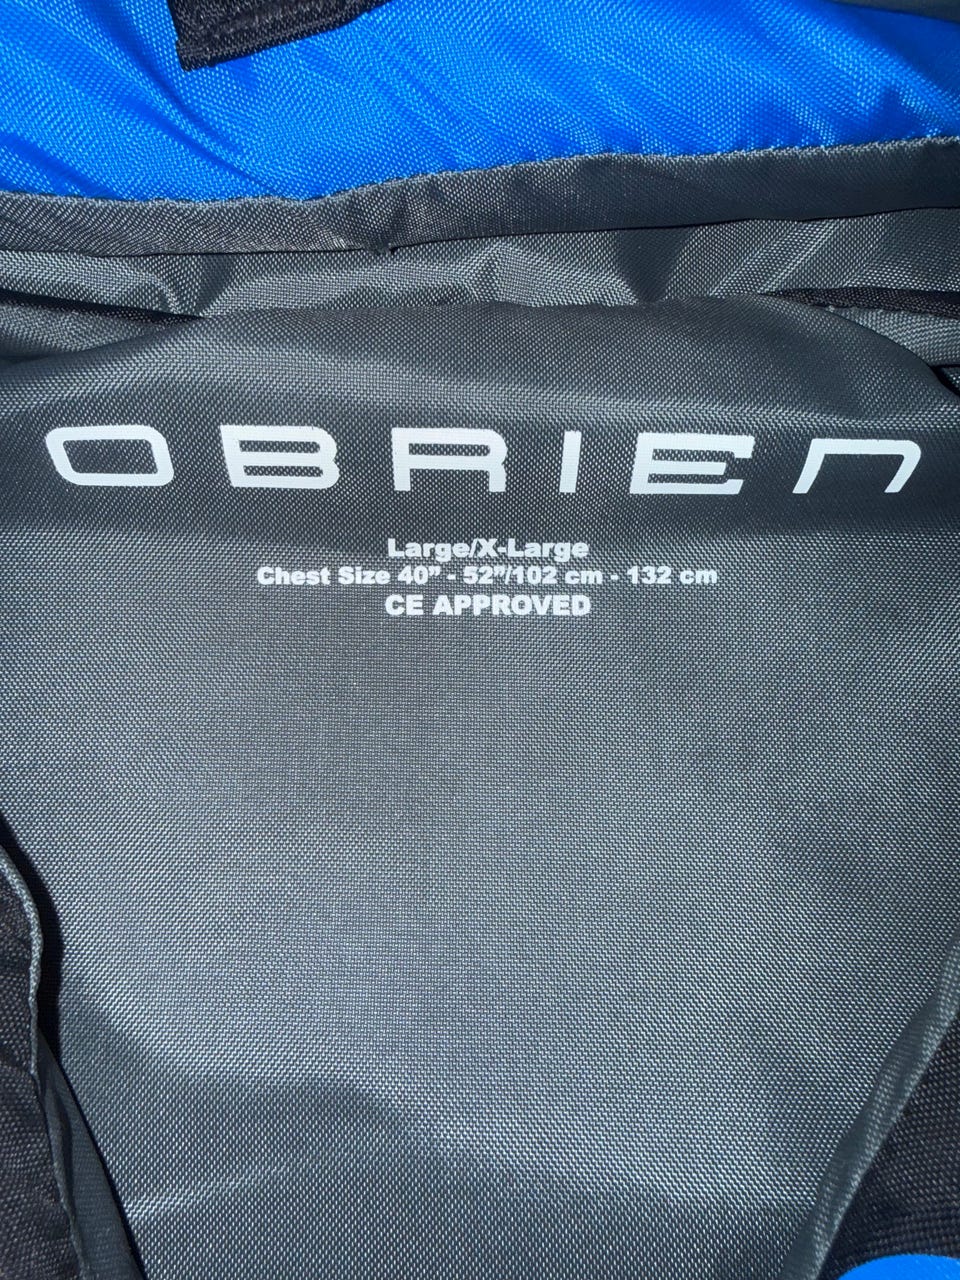 OBRIEN
Large/X-Large
Chest Size 40” - 52”/102 cm - 132 cm
CE APPROVED